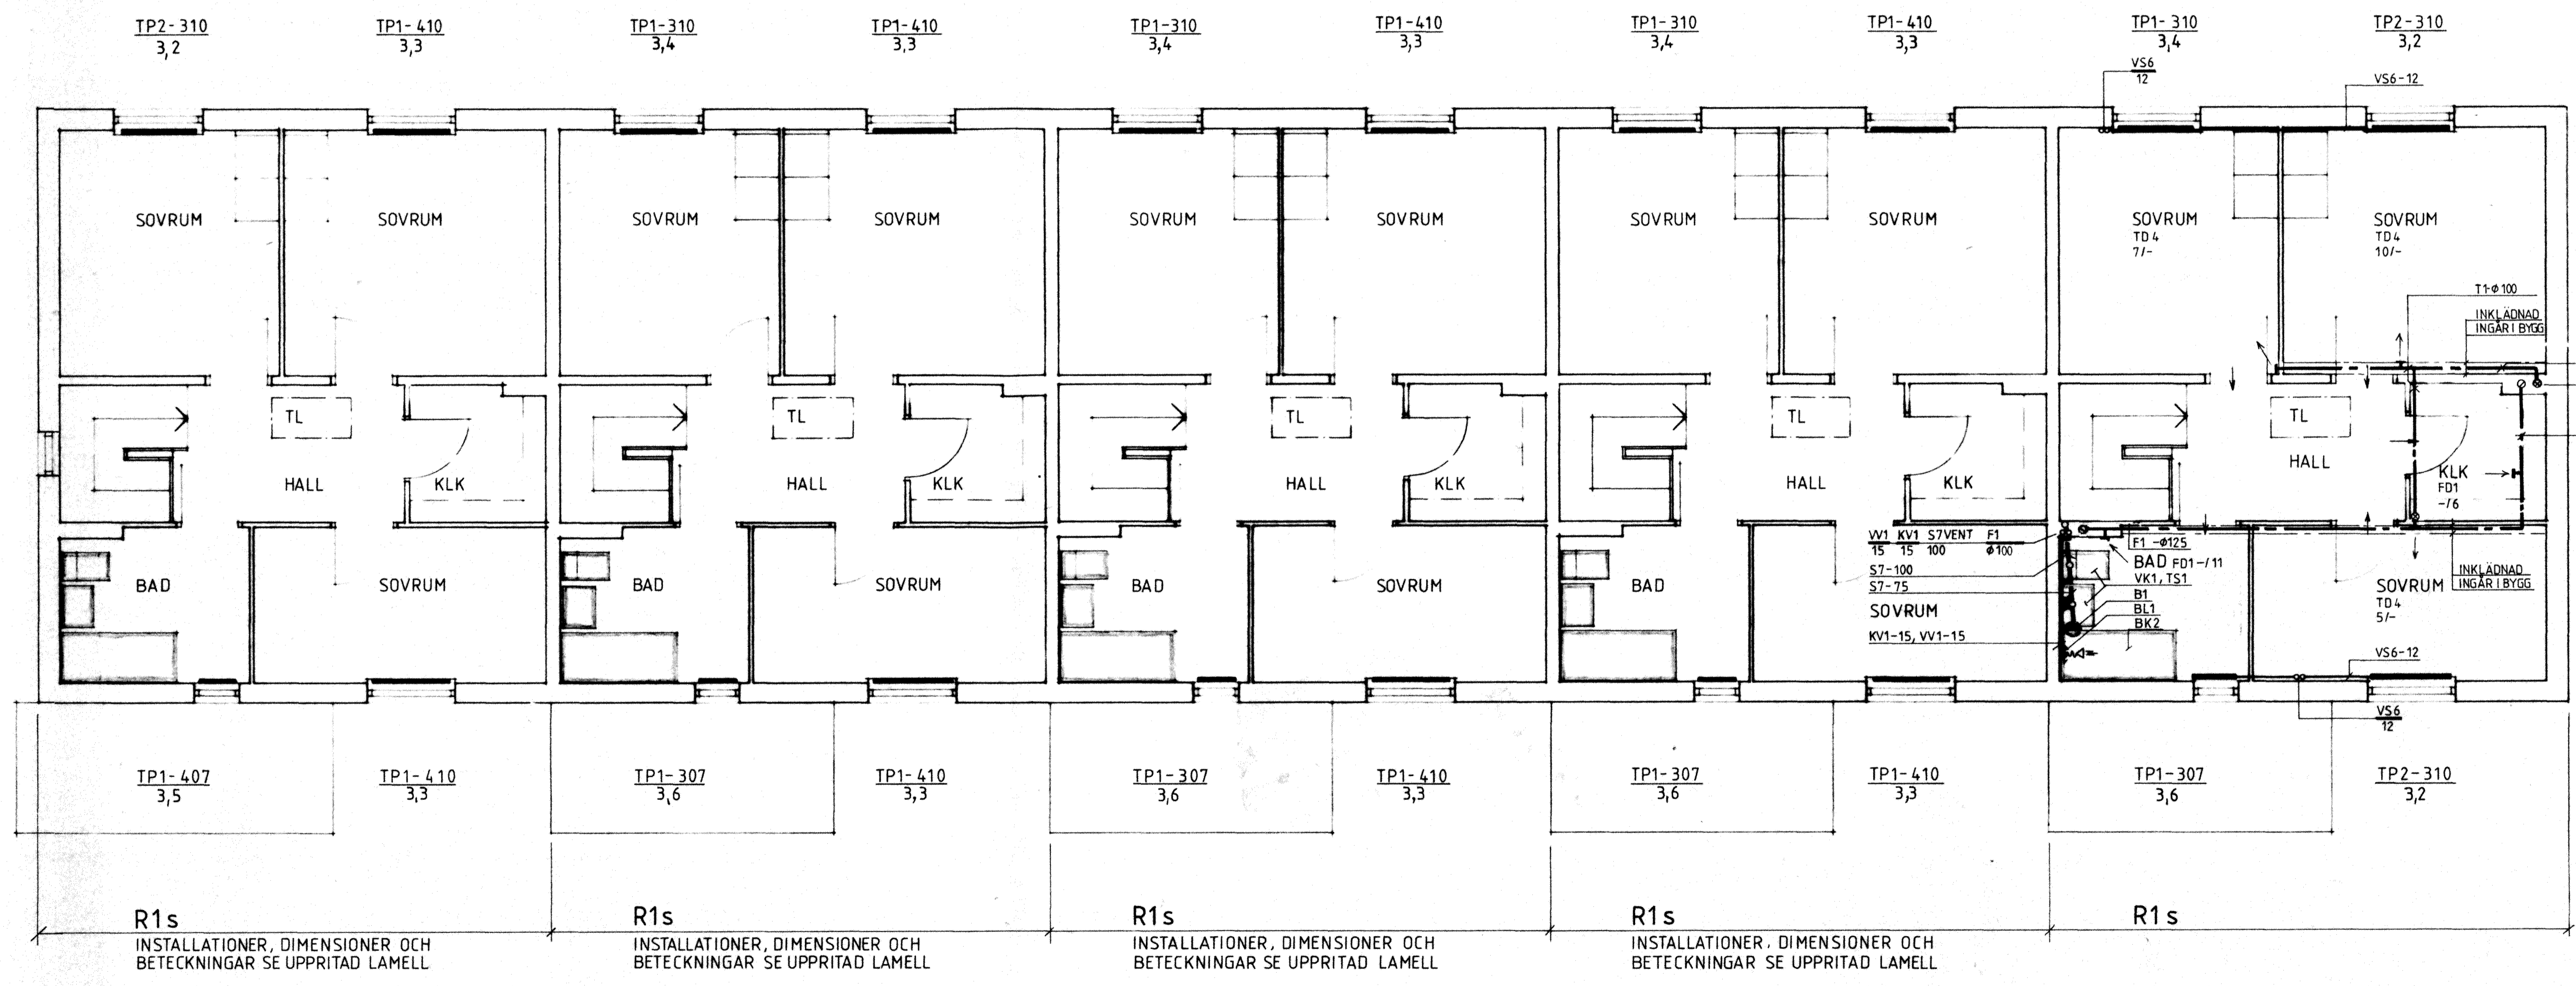 TP2-310
3,2
TP1-410
3,3
TP1-310
3,4
TP1-410
3,3
TP1-310
3,4
TP1-410
3,3
TP1-310
3,4
TP1-410
3,3
TP1-310
3,4
TP2-310
3,2
VS6
12
VS6-12
SOVRUM
SOVRUM
SOVRUM
SOVRUM
SOVRUM
SOVRUM
SOVRUM
SOVRUM
SOVRUM
TD4
7/-
SOVRUM
TD4
10/-
T1-Ø100
INKLÄDNAD
INGÅR I BYGG
TL
TL
TL
TL
TL
HALL
KLK
HALL
KLK
HALL
KLK
HALL
KLK
HALL
KLK
FD1
-/6
VV1
15
KV1
15
S7VENT
100
F1
Ø100
S7-100
S7-75
SOVRUM
KV1-15, VV1-15
F1 -Ø125
BAD FD1-/11
VK1, TS1
B1
BL1
BK2
INKLÄDNAD
INGÅR I BYGG
BAD
SOVRUM
BAD
SOVRUM
BAD
SOVRUM
BAD
SOVRUM
TD4
5/-
VS6-12
VS6
12
TP1-407
3,5
TP1-410
3,3
TP1-307
3,6
TP1-410
3,3
TP1-307
3,6
TP1-410
3,3
TP1-307
3,6
TP1-410
3,3
TP1-307
3,6
TP2-310
3,2
R1s
INSTALLATIONER, DIMENSIONER OCH
BETECKNINGAR SE UPPRITAD LAMELL
R1s
INSTALLATIONER, DIMENSIONER OCH
BETECKNINGAR SE UPPRITAD LAMELL
R1s
INSTALLATIONER, DIMENSIONER OCH
BETECKNINGAR SE UPPRITAD LAMELL
R1s
INSTALLATIONER, DIMENSIONER OCH
BETECKNINGAR SE UPPRITAD LAMELL
R1s